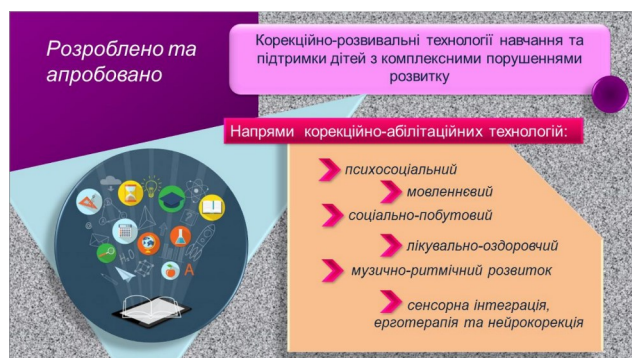 Розроблено та
апробовано
Корекційно-розвивальні технології навчання та
підтримки дітей з комплексними порушеннями
розвитку
Напрями корекційно-абілітаційних технологій:
психосоціальний
мовленнєвий
соціально-побутовий
лікувально-оздоровчий
музично-ритмічний розвиток
сенсорна інтеграція,
ерготерапія та нейрокорекція
H₂O
A